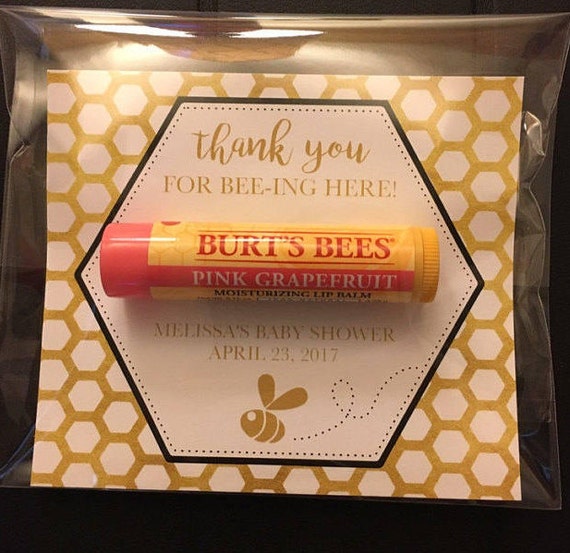 thank you
FOR BEE-ING HERE!
BURT'S BEES
PINK GRAPEFRUIT
MOISTURIZING LIP BALM
MELISSA'S BABY SHOWER
APRIL 23, 2017